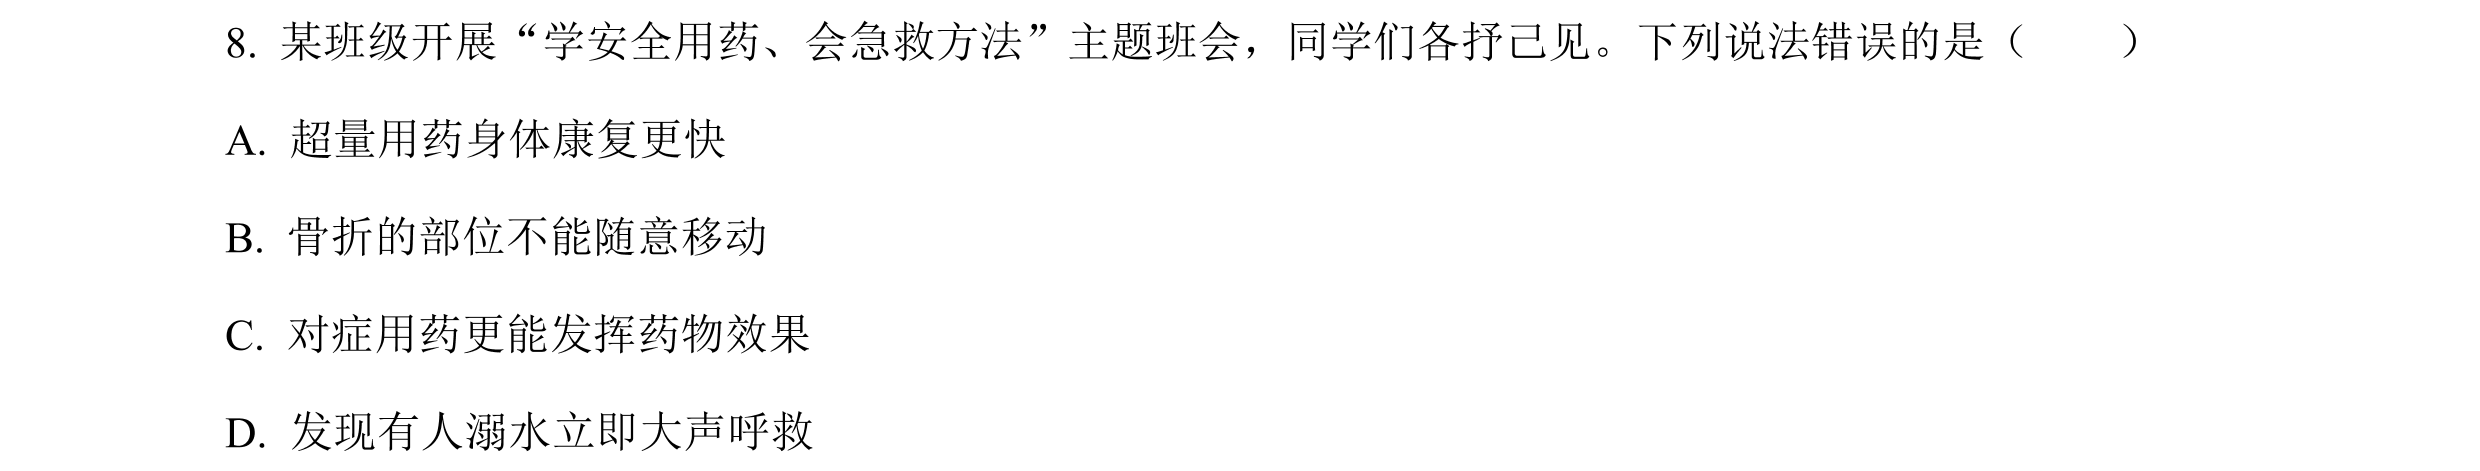 8. 某班级开展“学安全用药、会急救方法”主题班会，同学们各抒己见。下列说法错误的是（　　）
A. 超量用药身体康复更快
B. 骨折的部位不能随意移动
C. 对症用药更能发挥药物效果
D. 发现有人溺水立即大声呼救